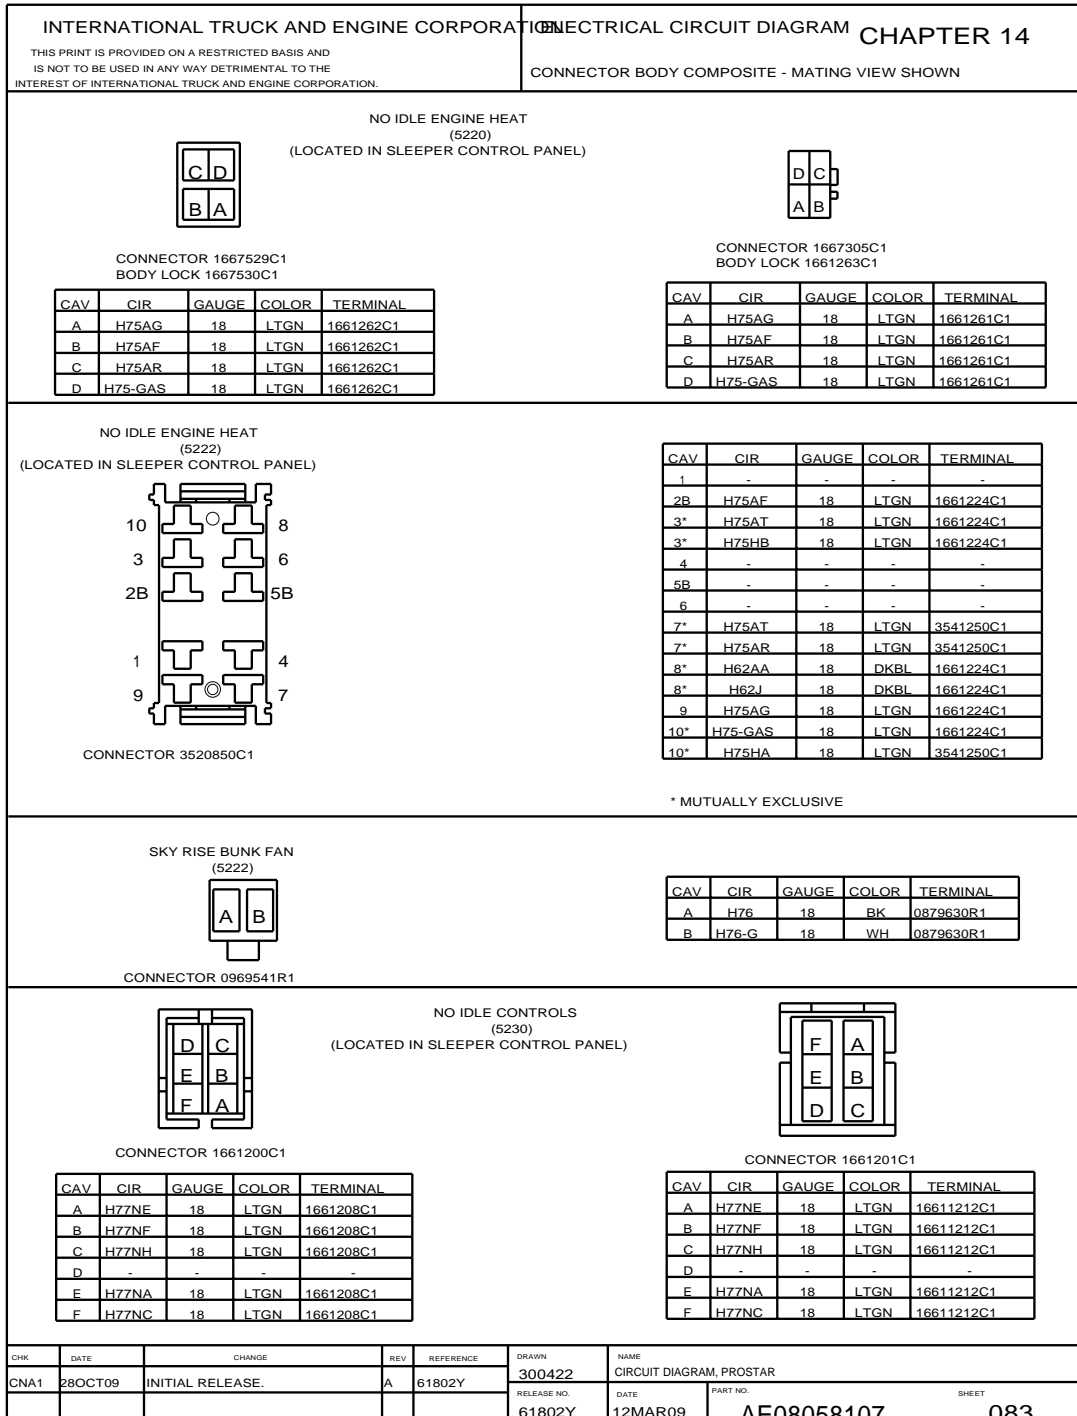 INTERNATIONAL TRUCK AND ENGINE CORPORATION
THIS PRINT IS PROVIDED ON A RESTRICTED BASIS AND
IS NOT TO BE USED IN ANY WAY DETRIMENTAL TO THE
INTEREST OF INTERNATIONAL TRUCK AND ENGINE CORPORATION.
ELECTRICAL CIRCUIT DIAGRAM CHAPTER 14
CONNECTOR BODY COMPOSITE - MATING VIEW SHOWN
NO IDLE ENGINE HEAT
(5220)
(LOCATED IN SLEEPER CONTROL PANEL)
C D
B A
CONNECTOR 1667529C1
BODY LOCK 1667530C1
CAV CIR GAUGE COLOR TERMINAL
A H75AG 18 LTGN 1661262C1
B H75AF 18 LTGN 1661262C1
C H75AR 18 LTGN 1661262C1
D H75-GAS 18 LTGN 1661262C1
D C
A B
CONNECTOR 1667305C1
BODY LOCK 1661263C1
CAV CIR GAUGE COLOR TERMINAL
A H75AG 18 LTGN 1661261C1
B H75AF 18 LTGN 1661261C1
C H75AR 18 LTGN 1661261C1
D H75-GAS 18 LTGN 1661261C1
NO IDLE ENGINE HEAT
(5222)
(LOCATED IN SLEEPER CONTROL PANEL)
10 8
3 6
2B 5B
1 4
9 7
CONNECTOR 3520850C1
CAV CIR GAUGE COLOR TERMINAL
1 - - - -
2B H75AF 18 LTGN 1661224C1
3* H75AT 18 LTGN 1661224C1
3* H75HB 18 LTGN 1661224C1
4 - - - -
5B - - - -
6 - - - -
7* H75AT 18 LTGN 3541250C1
7* H75AR 18 LTGN 3541250C1
8* H62AA 18 DKBL 1661224C1
8* H62J 18 DKBL 1661224C1
9 H75AG 18 LTGN 1661224C1
10* H75-GAS 18 LTGN 1661224C1
10* H75HA 18 LTGN 3541250C1
* MUTUALLY EXCLUSIVE
SKY RISE BUNK FAN
(5222)
A B
CONNECTOR 0969541R1
CAV CIR GAUGE COLOR TERMINAL
A H76 18 BK 0879630R1
B H76-G 18 WH 0879630R1
NO IDLE CONTROLS
(5230)
(LOCATED IN SLEEPER CONTROL PANEL)
D C
E B
F A
CONNECTOR 1661200C1
CAV CIR GAUGE COLOR TERMINAL
A H77NE 18 LTGN 1661208C1
B H77NF 18 LTGN 1661208C1
C H77NH 18 LTGN 1661208C1
D - - - -
E H77NA 18 LTGN 1661208C1
F H77NC 18 LTGN 1661208C1
F A
E B
D C
CONNECTOR 1661201C1
CAV CIR GAUGE COLOR TERMINAL
A H77NE 18 LTGN 16611212C1
B H77NF 18 LTGN 16611212C1
C H77NH 18 LTGN 16611212C1
D - - - -
E H77NA 18 LTGN 16611212C1
F H77NC 18 LTGN 16611212C1
CHK DATE CHANGE REV REFERENCE
CNA1 28OCT09 INITIAL RELEASE. A 61802Y
DRAWN
300422
NAME
CIRCUIT DIAGRAM, PROSTAR
RELEASE NO.
61802Y
DATE
12MAR09
PART NO.
AE08058107
SHEET
083